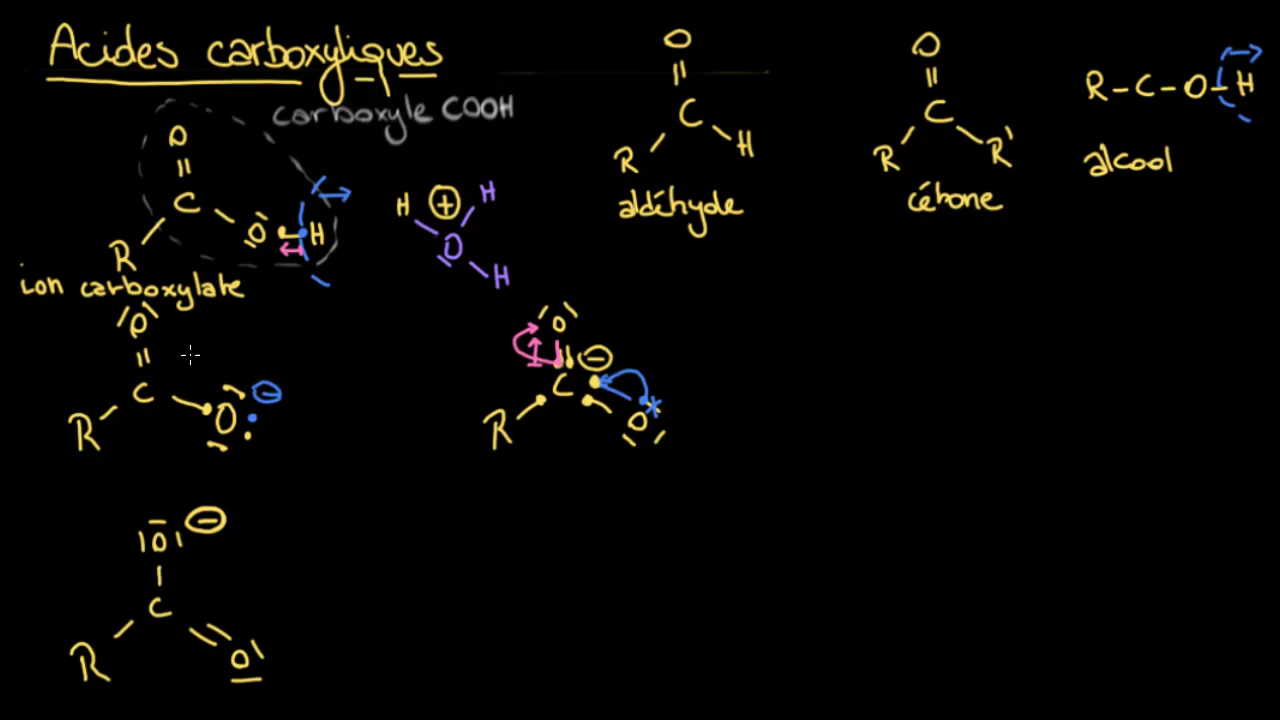 Acides carboxyliques
carboxyle COOH
O
C
R
O
H
H
+
H
O
H
O
C
R
H
aldéhyde
O
C
R
R'
cétone
R-C-O-H
alcool
ion carboxylate
O
C
R
O
-
O
-
C
R
O
O
-
C
R
O